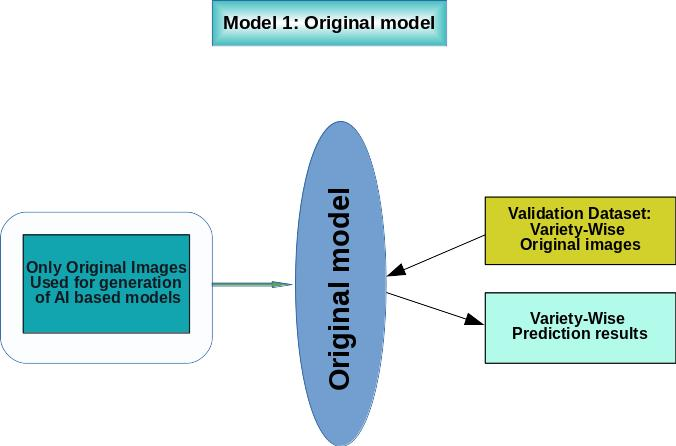 Model 1: Original model
Only Original Images
Used for generation
of AI based models
Original model
Validation Dataset:
Variety-Wise
Original images
Variety-Wise
Prediction results